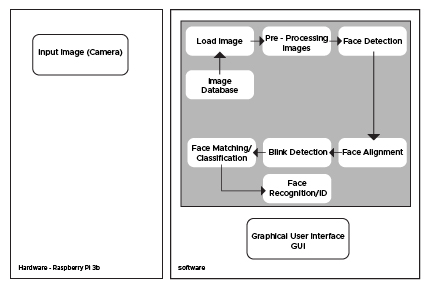 Input Image (Camera)
Hardware - Raspberry Pi 3b
Load Image
Pre - Processing
Images
Face Detection
Image
Database
Face Matching/
Classification
Blink Detection
Face Alignment
Face
Recognition/ID
Graphical User Interface
GUI
software